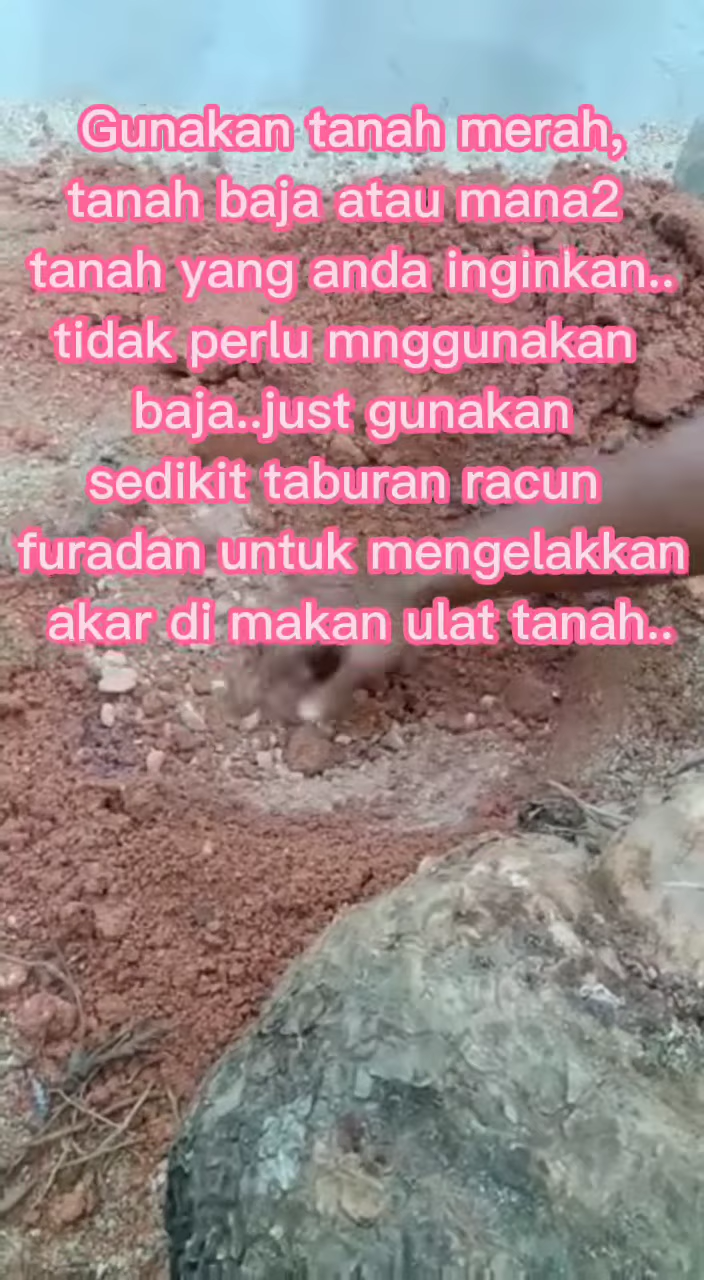 Gunakan tanah merah,
tanah baja atau mana2
tanah yang anda inginkan..
tidak perlu mnggunakan
baja..just gunakan
sedikit taburan racun
furadan untuk mengelakkan
akar di makan ulat tanah..